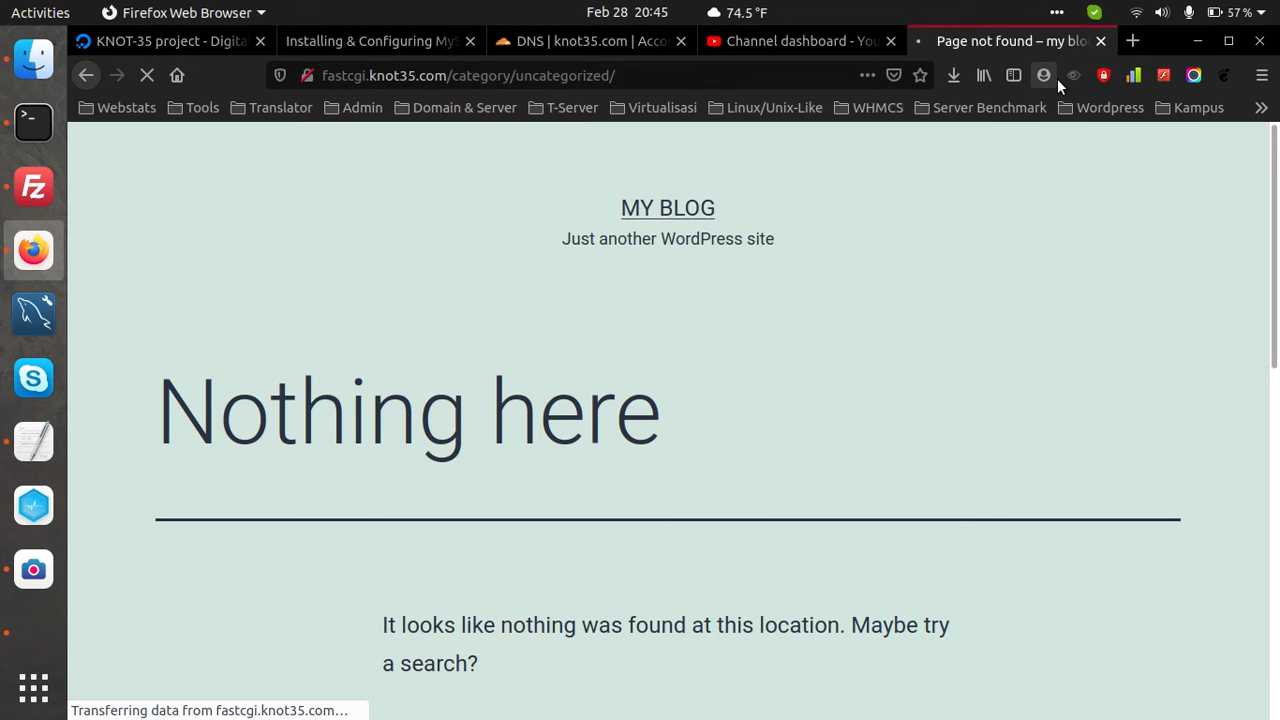 Activities
Firefox Web Browser
Feb 28 20:45
74.5 °F
57 %
KNOT-35 project - Digita
Installing & Configuring MyS
DNS | knot35.com | Acco
Channel dashboard - You
Page not found – my blo
fastcgi.knot35.com/category/uncategorized/
Webstats
Tools
Translator
Admin
Domain & Server
T-Server
Virtualisasi
Linux/Unix-Like
WHMCS
Server Benchmark
Wordpress
Kampus
MY BLOG
Just another WordPress site
Nothing here
It looks like nothing was found at this location. Maybe try
a search?
Transferring data from fastcgi.knot35.com…